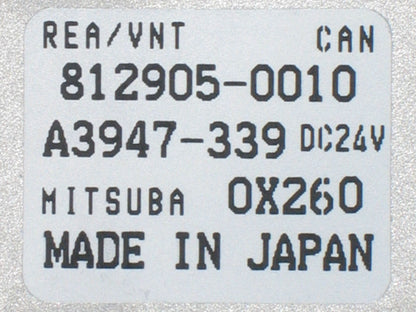 REA/VNT CAN
812905-0010
A3947-339 DC24V
MITSUBA 0X260
MADE IN JAPAN